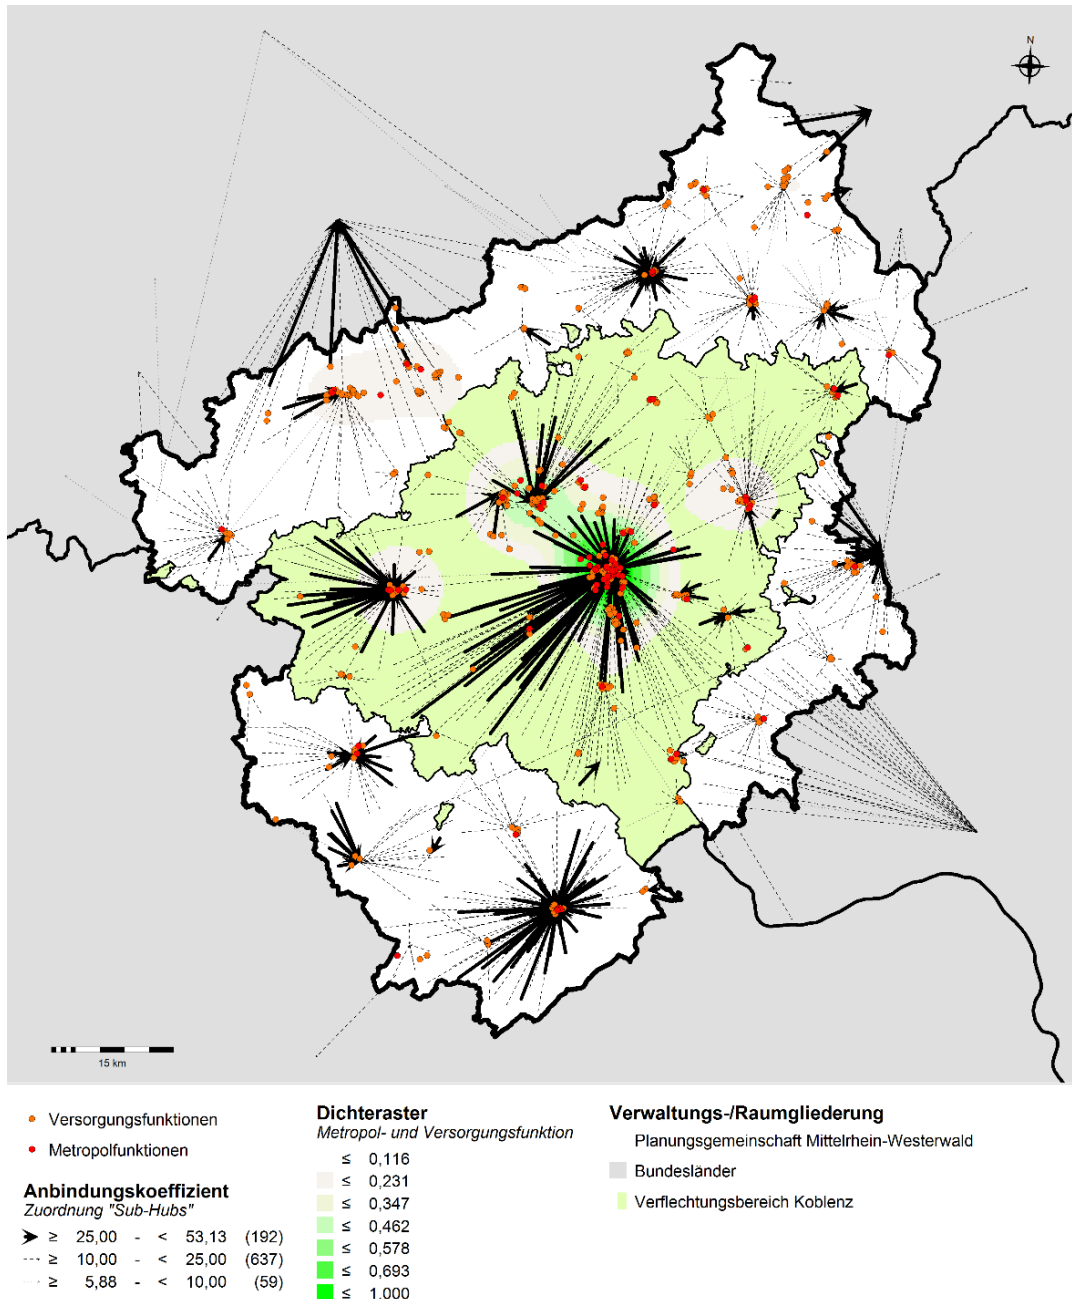 N
15 km
Versorgungsfunktionen
Metropolfunktionen
Anbindungskoeffizient
Zuordnung "Sub-Hubs"
≥ 25,00 - < 53,13 (192)
≥ 10,00 - < 25,00 (637)
≥ 5,88 - < 10,00 (59)
Dichteraster
Metropol- und Versorgungsfunktion
≤ 0,116
≤ 0,231
≤ 0,347
≤ 0,462
≤ 0,578
≤ 0,693
≤ 1,000
Verwaltungs-/Raumgliederung
Planungsgemeinschaft Mittelrhein-Westerwald
Bundesländer
Verflechtungsbereich Koblenz